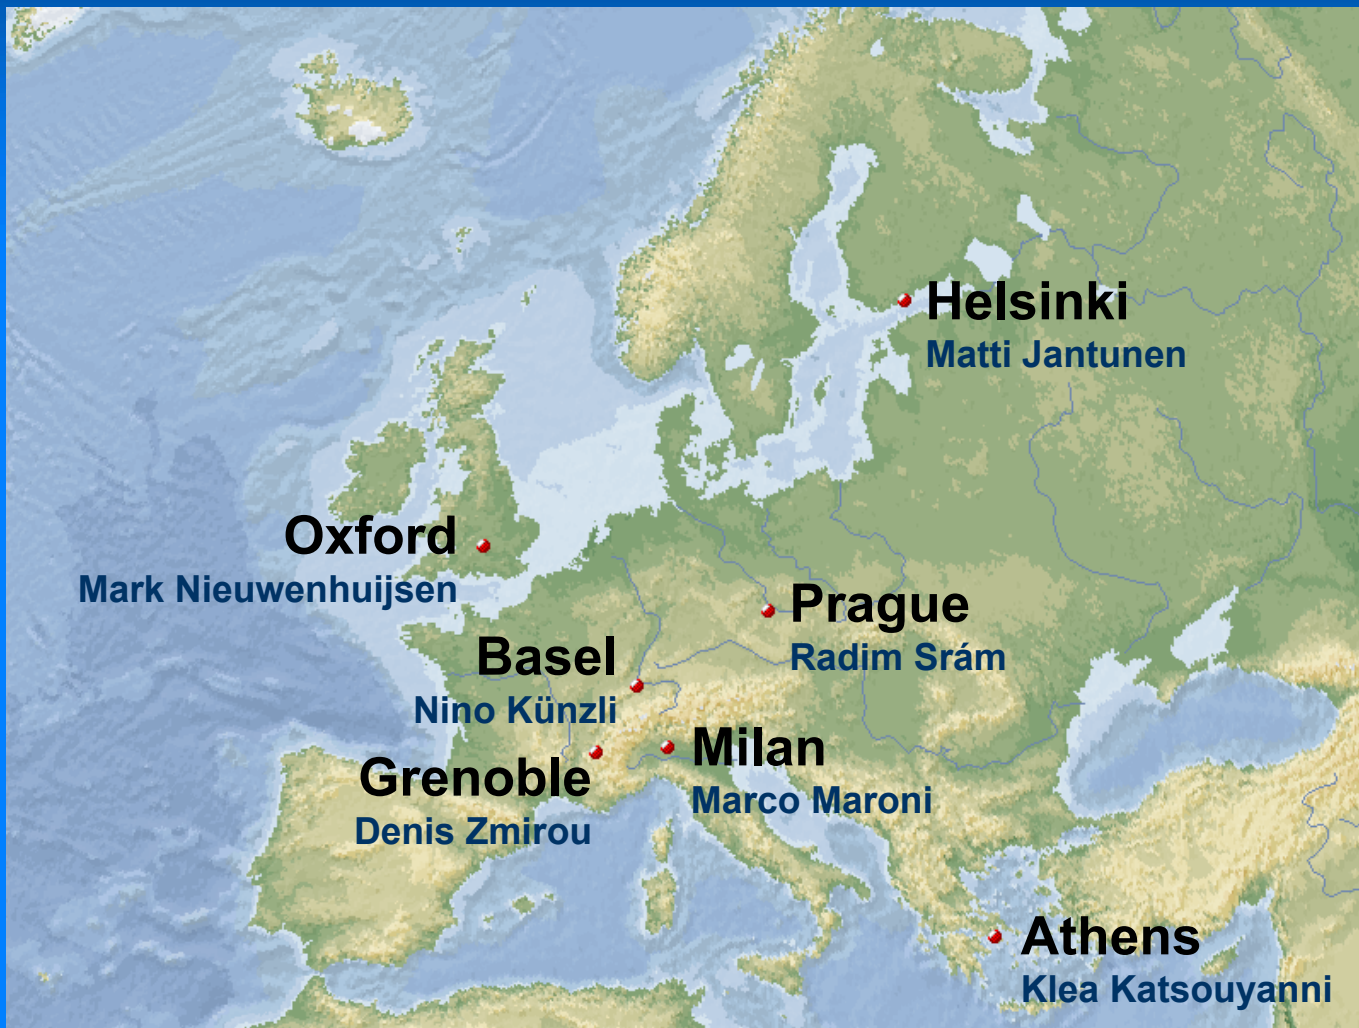 Helsinki
Matti Jantunen
Oxford
Mark Nieuwenhuijsen
Prague
Radim Srám
Basel
Nino Künzli
Milan
Marco Maroni
Grenoble
Denis Zmirou
Athens
Klea Katsouyanni